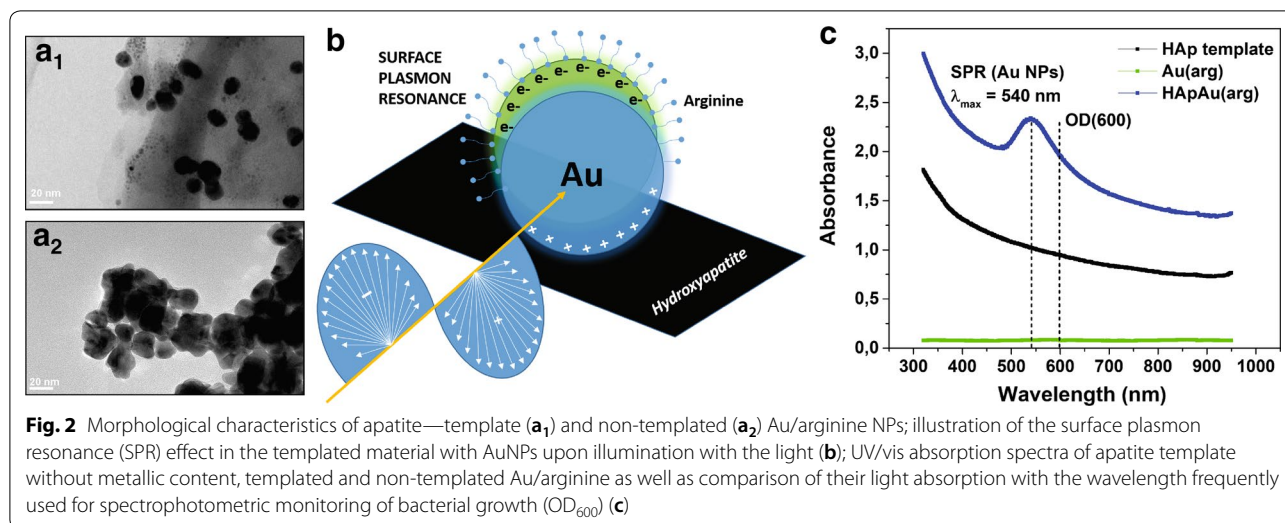 a1
20 nm
a2
20 nm
b
SURFACE
PLASMON
RESONANCE
e- e- e- e- e- e- e- e- e-
Arginine
Au
+ + + + + + + + +
Hydroxyapatite
−
+
c
HAp template
Au(arg)
HApAu(arg)
SPR (Au NPs)
λmax = 540 nm
OD(600)
Absorbance
3,0
2,5
2,0
1,5
1,0
0,5
0,0
300 400 500 600 700 800 900 1000
Wavelength (nm)
Fig. 2 Morphological characteristics of apatite—template (a1) and non-templated (a2) Au/arginine NPs; illustration of the surface plasmon
resonance (SPR) effect in the templated material with AuNPs upon illumination with the light (b); UV/vis absorption spectra of apatite template
without metallic content, templated and non-templated Au/arginine as well as comparison of their light absorption with the wavelength frequently
used for spectrophotometric monitoring of bacterial growth (OD600) (c)